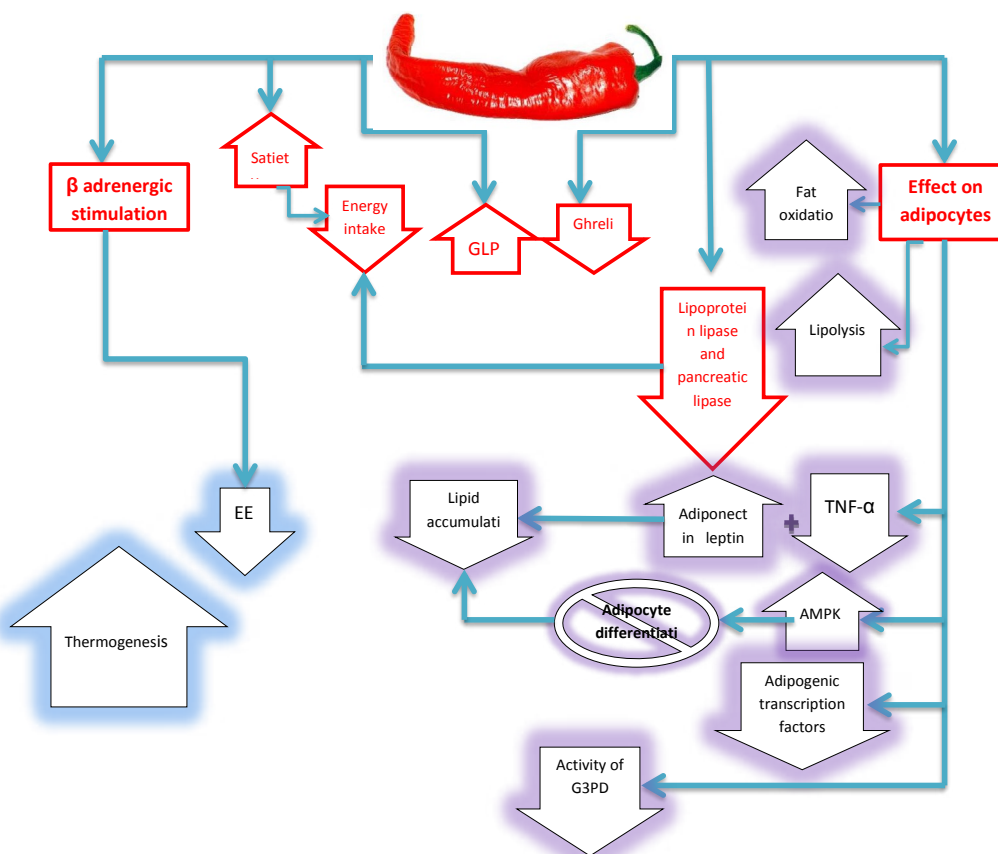 β adrenergic
stimulation
Satiet
Energy
intake
GLP
Ghreli
Fat
oxidatio
Effect on
adipocytes
Lipoprotei
n lipase
and
pancreatic
lipase
Lipolysis
EE
Thermogenesis
Lipid
accumulati
Adiponect
in leptin
+
TNF-α
Adipocyte
differentiati
AMPK
Adipogenic
transcription
factors
Activity of
G3PD